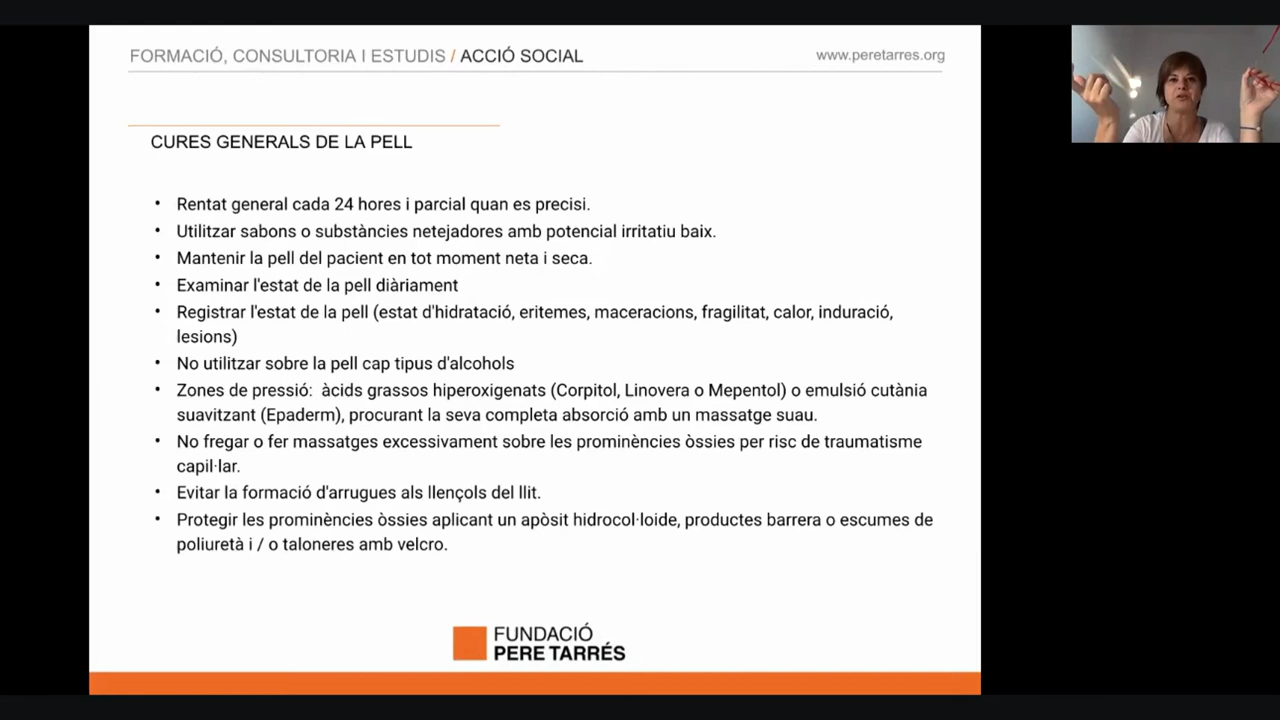 FORMACIÓ, CONSULTORIA I ESTUDIS / ACCIÓ SOCIAL
www.peretarres.org
CURES GENERALS DE LA PELL
• Rentat general cada 24 hores i parcial quan es precisi.
• Utilitzar sabons o substàncies netejadores amb potencial irritatiu baix.
• Mantenir la pell del pacient en tot moment neta i seca.
• Examinar l'estat de la pell diàriament
• Registrar l'estat de la pell (estat d'hidratació, eritemes, maceracions, fragilitat, calor, induració,
lesions)
• No utilitzar sobre la pell cap tipus d'alcohols
• Zones de pressió: àcids grassos hiperoxigenats (Corpitol, Linovera o Mepentol) o emulsió cutània
suavitzant (Epaderm), procurant la seva completa absorció amb un massatge suau.
• No fregar o fer massatges excessivament sobre les prominències òssies per risc de traumatisme
capil·lar.
• Evitar la formació d'arrugues als llençols del llit.
• Protegir les prominències òssies aplicant un apòsit hidrocol·loide, productes barrera o escumes de
poliuretà i / o taloneres amb velcro.
FUNDACIÓ
PERE TARRÉS